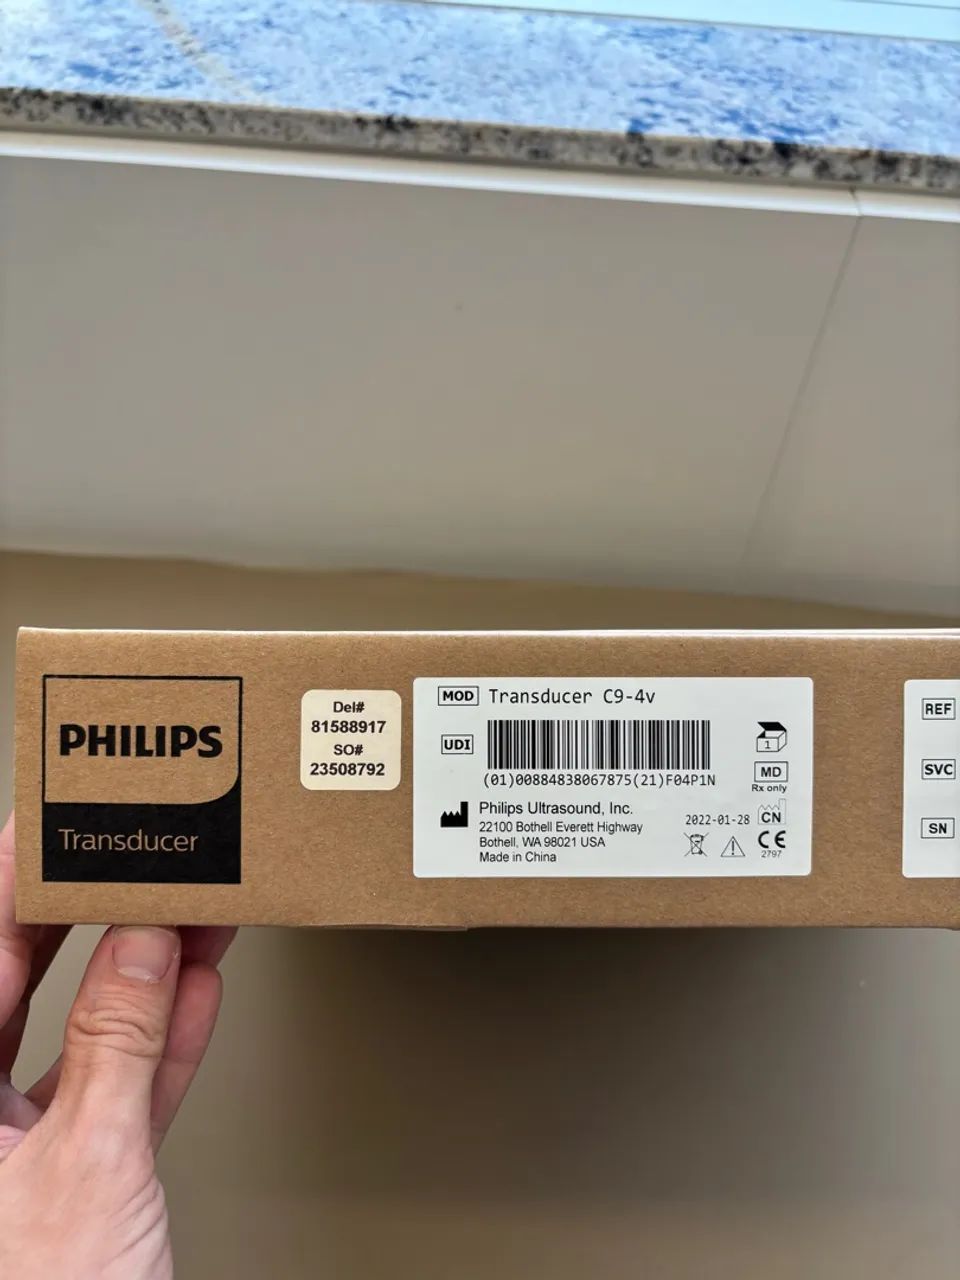 PHILIPS
Transducer
Del#
81588917
SO#
23508792
MOD Transducer C9-4v
UDI
(01)00884838067875(21)F04P1N
1
MD
Rx only
Philips Ultrasound, Inc.
22100 Bothell Everett Highway
Bothell, WA 98021 USA
Made in China
2022-01-28
CN
CE
2797
REF
SVC
SN